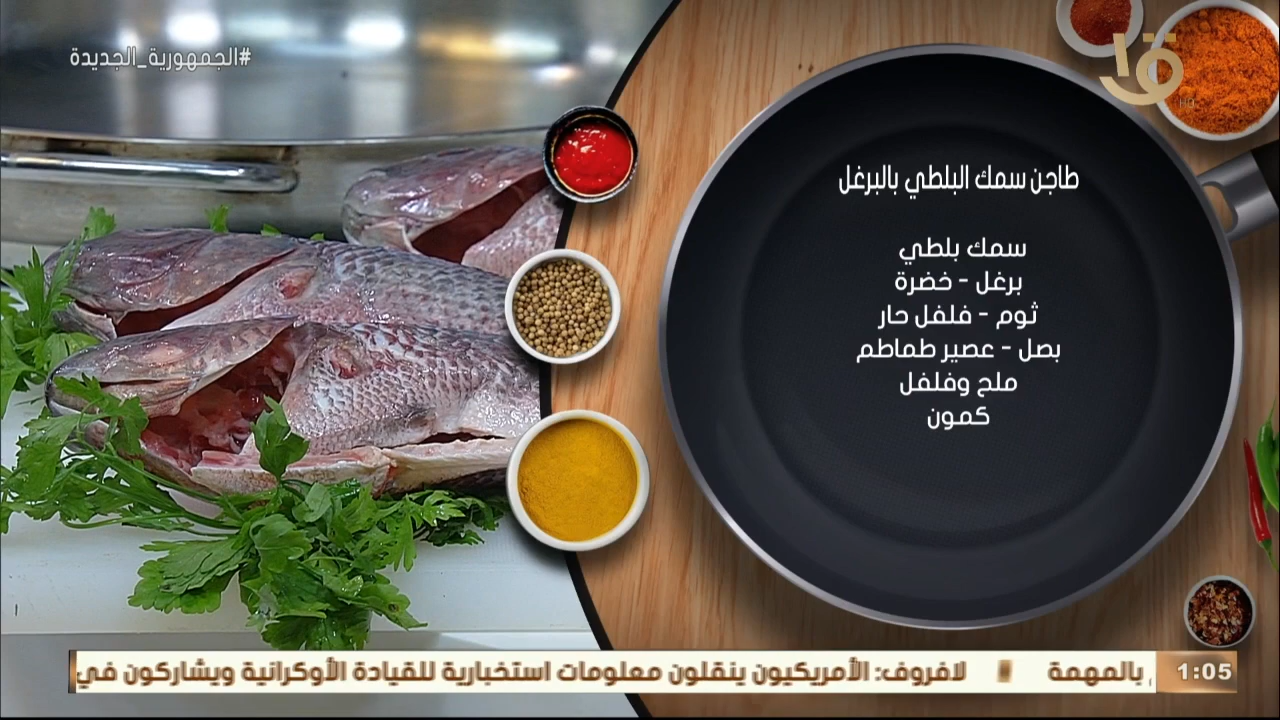 #الجمهورية_الجديدة
HD
طاجن سمك البلطي بالبرغل
سمك بلطي
برغل - خضرة
ثوم - فلفل حار
بصل - عصير طماطم
ملح وفلفل
كمون
1:05
بالمهمة
لافروف: الأمريكيون ينقلون معلومات استخبارية للقيادة الأوكرانية ويشاركون في